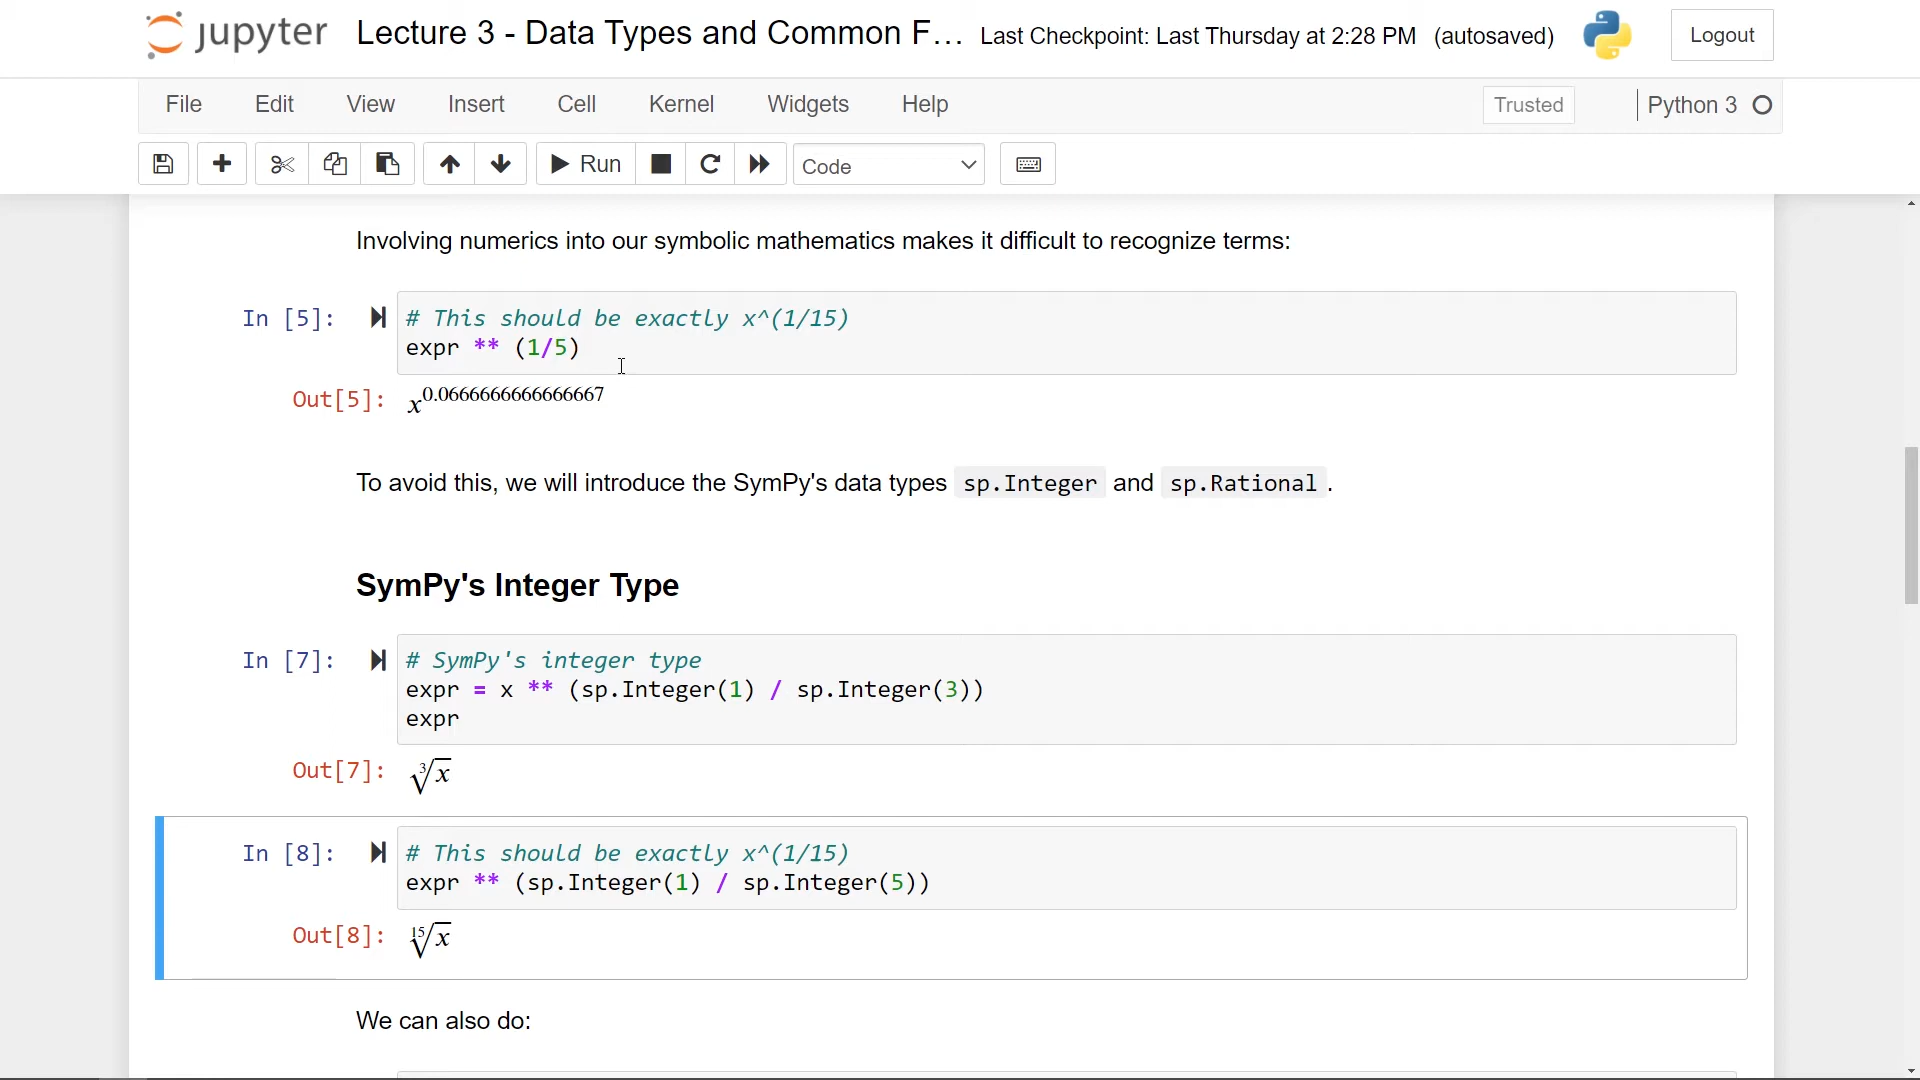 jupyter Lecture 3 - Data Types and Common F... Last Checkpoint: Last Thursday at 2:28 PM (autosaved) Logout
File Edit View Insert Cell Kernel Widgets Help Trusted Python 3
Run Code
Involving numerics into our symbolic mathematics makes it difficult to recognize terms:
In [5]: # This should be exactly x^(1/15)
expr ** (1/5)
Out[5]: x^0.0666666666666667
To avoid this, we will introduce the SymPy's data types sp.Integer and sp.Rational .
SymPy's Integer Type
In [7]: # SymPy's integer type
expr = x ** (sp.Integer(1) / sp.Integer(3))
expr
Out[7]: ∛x
In [8]: # This should be exactly x^(1/15)
expr ** (sp.Integer(1) / sp.Integer(5))
Out[8]: ¹⁵√x
We can also do: